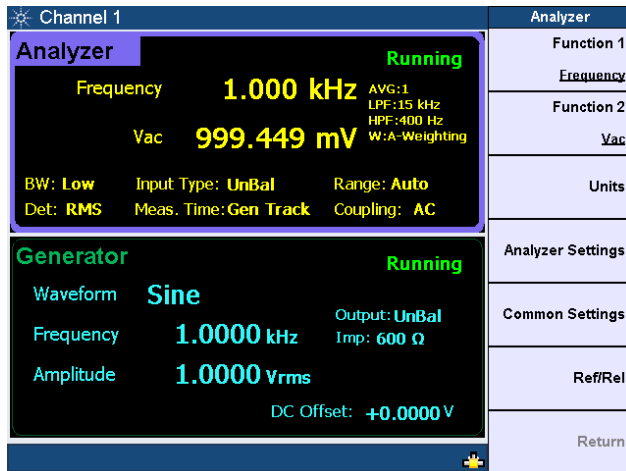 Channel 1
Analyzer
Running
Frequency 1.000 kHz
AVG:1
LPF:15 kHz
HPF:400 Hz
W:A-Weighting
Vac 999.449 mV
BW: Low Input Type: UnBal Range: Auto
Det: RMS Meas. Time: Gen Track Coupling: AC
Generator
Running
Waveform Sine
Output: UnBal
Frequency 1.0000 kHz Imp: 600 Ω
Amplitude 1.0000 Vrms
DC Offset: +0.0000 V
Analyzer
Function 1
Frequency
Function 2
Vac
Units
Analyzer Settings
Common Settings
Ref/Rel
Return